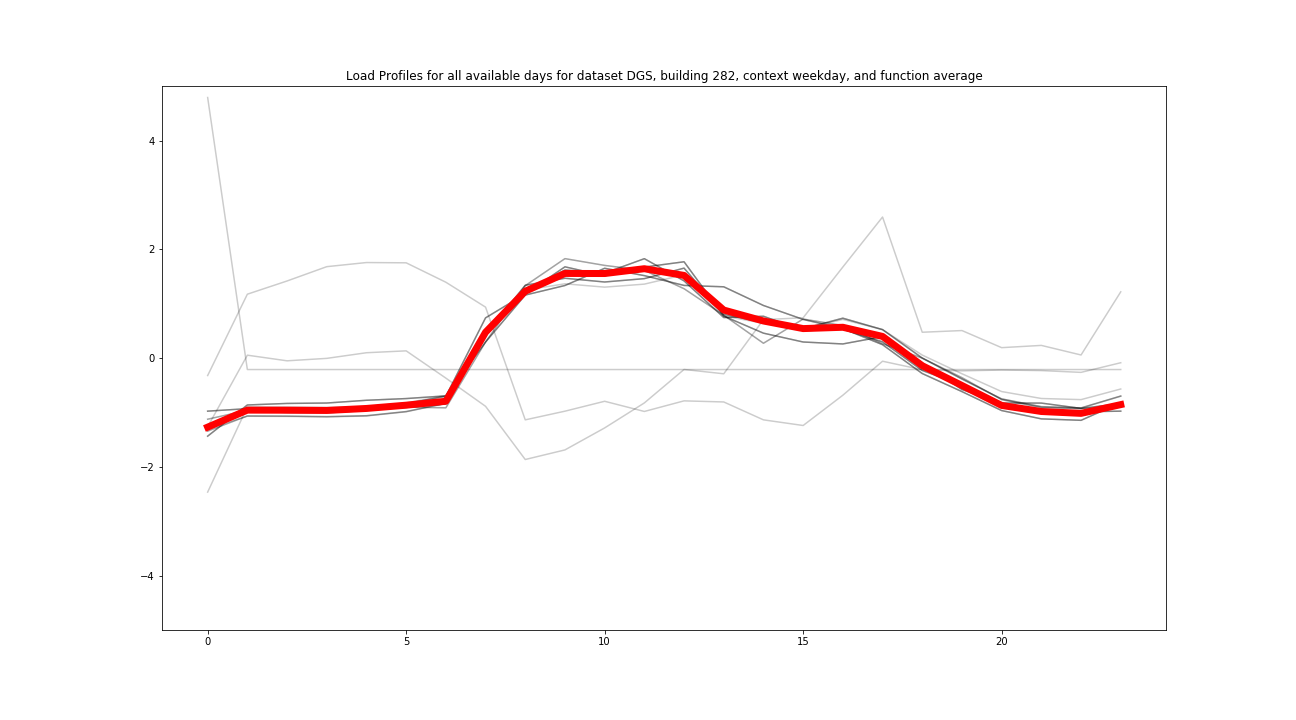 Load Profiles for all available days for dataset DGS, building 282, context weekday, and function average
4
2
0
−2
−4
0 5 10 15 20